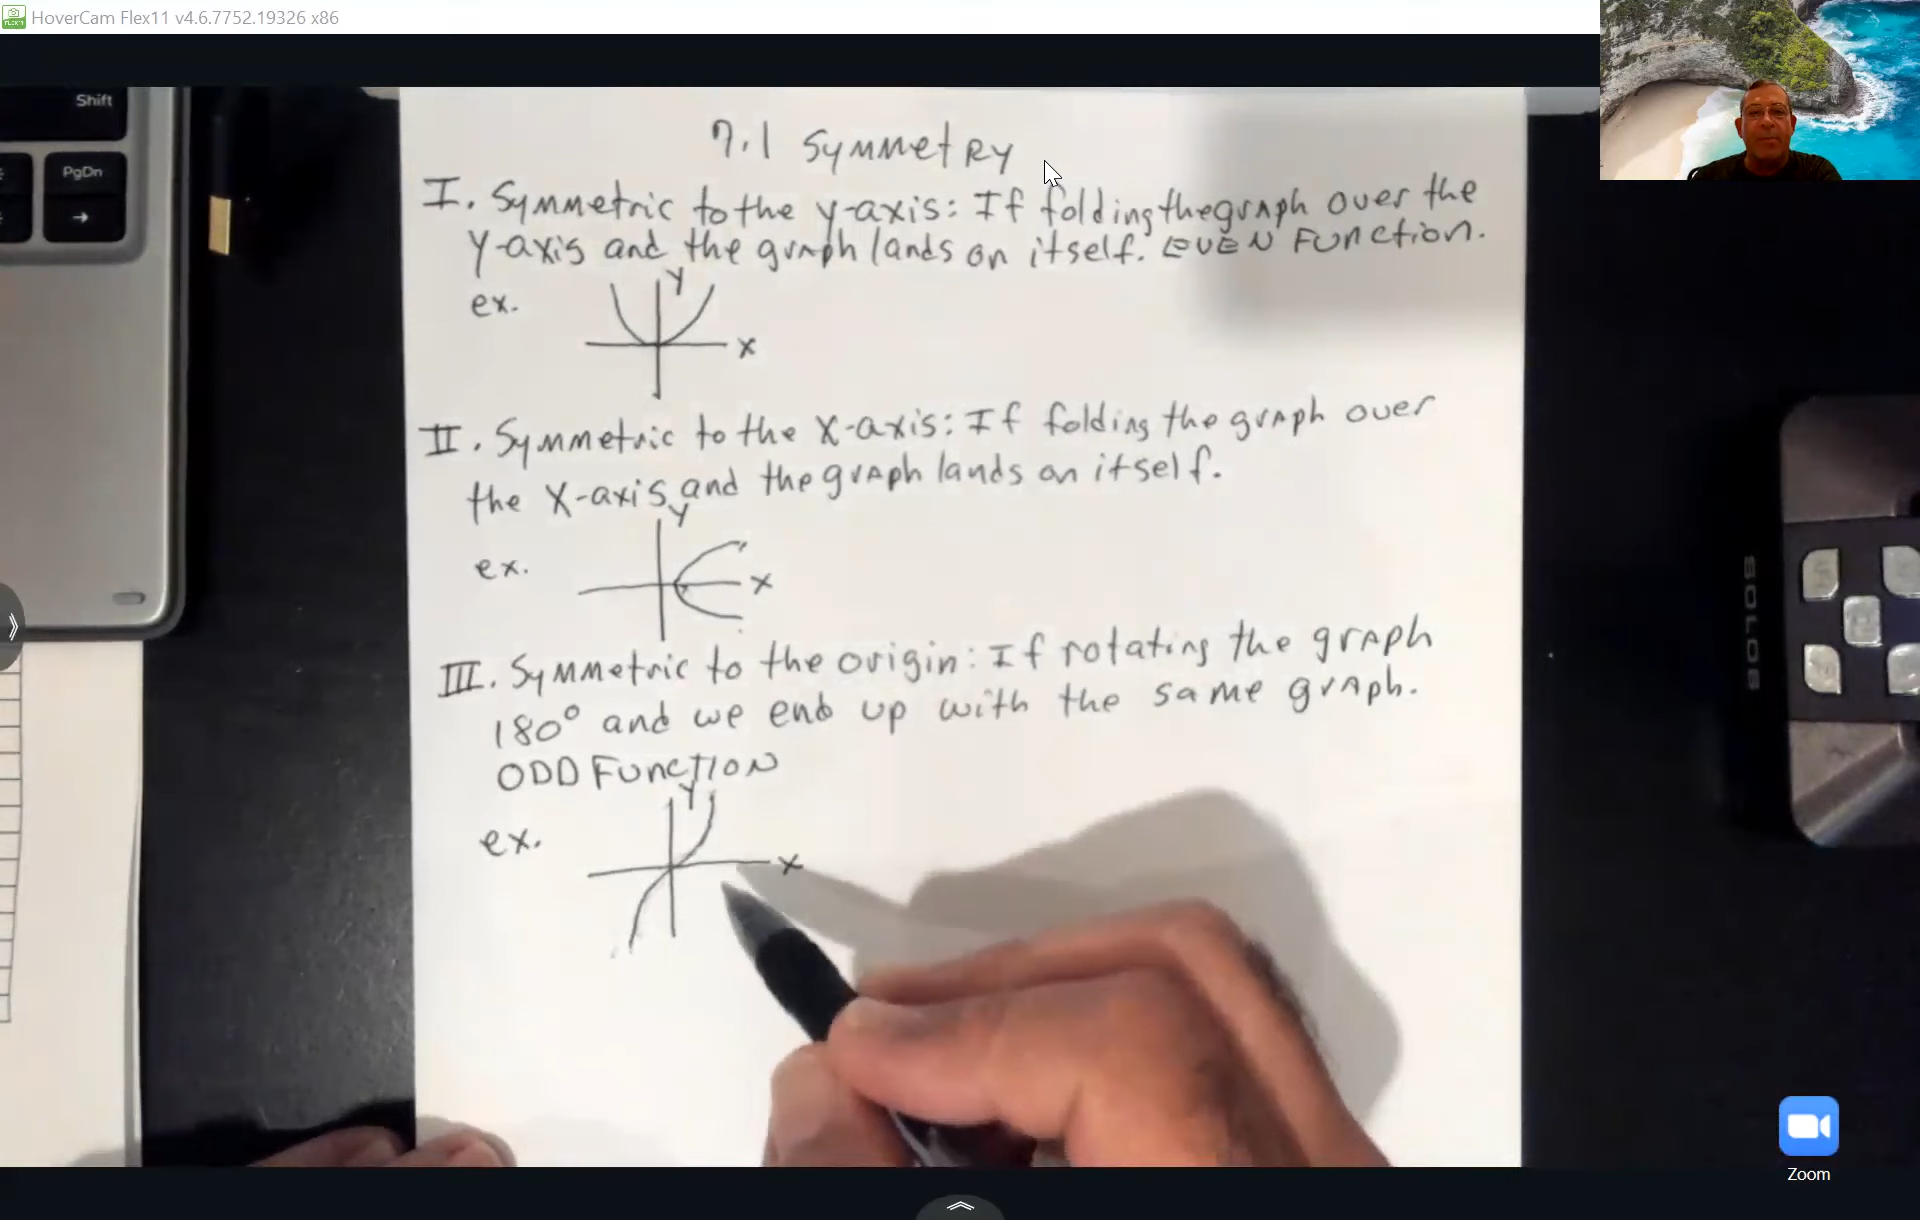 HoverCam Flex11 v4.6.7752.19326 x86
Shift
PgDn
→
7.1 Symmetry
I. Symmetric to the y-axis: If folding the graph over the
y-axis and the graph lands on itself. EVEN Function.
ex.
y
x
II. Symmetric to the X-axis: If folding the graph over
the X-axis and the graph lands on itself.
y
ex.
x
III. Symmetric to the origin: If rotating the graph
180° and we end up with the same graph.
ODD FUNCTION
y
ex.
x
SOLO8
Zoom